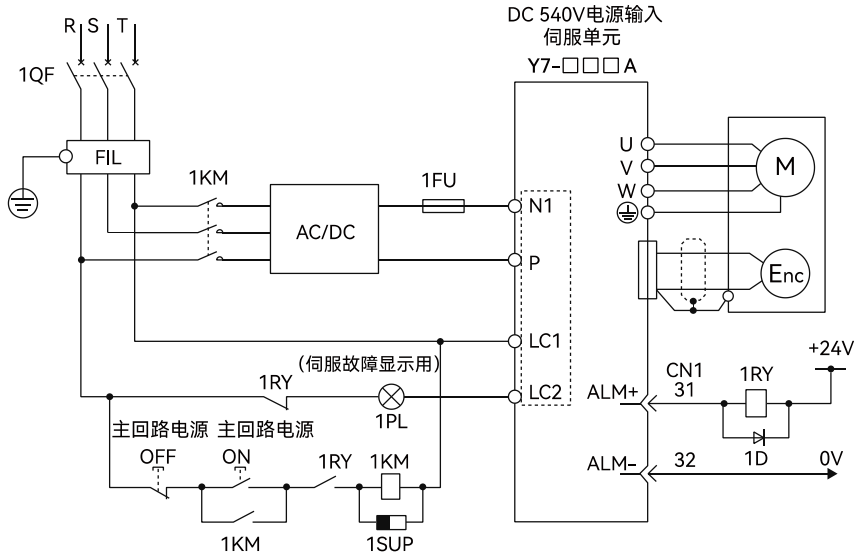 DC 540V电源输入
伺服单元
Y7-□□□A
R S T
1QF
FIL
1KM
AC/DC
1FU
N1
P
LC1
LC2
U
V
W
M
Enc
(伺服故障显示用)
1RY
1PL
主回路电源 主回路电源
OFF ON
1RY
1KM
1KM
1SUP
ALM+
CN1
31
1RY
+24V
1D
ALM-
32
0V